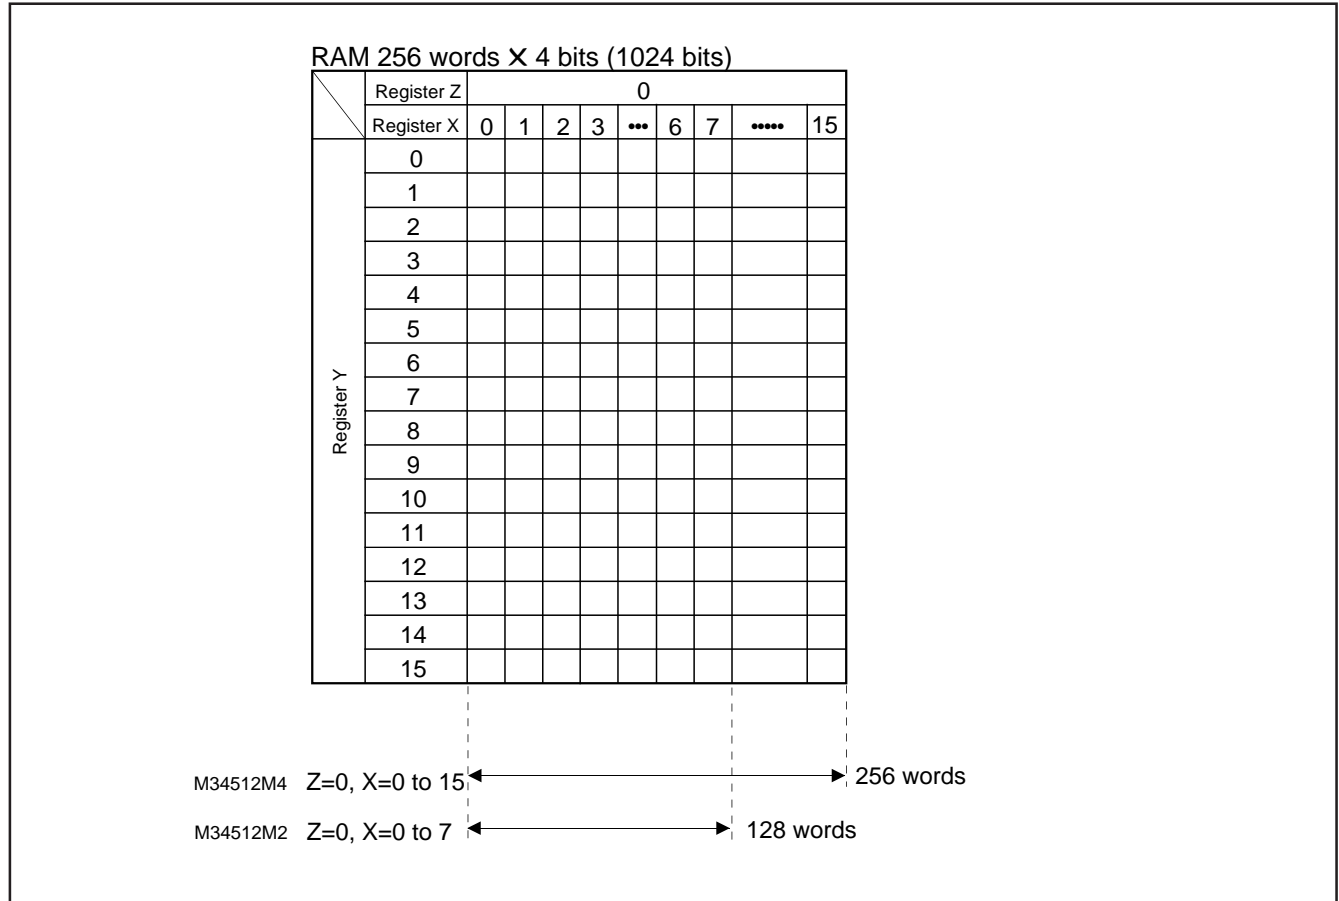 RAM 256 words × 4 bits (1024 bits)
Register Z 0
Register X 0 1 2 3 ••• 6 7 ••••• 15
Register Y
0
1
2
3
4
5
6
7
8
9
10
11
12
13
14
15
M34512M4 Z=0, X=0 to 15 256 words
M34512M2 Z=0, X=0 to 7 128 words